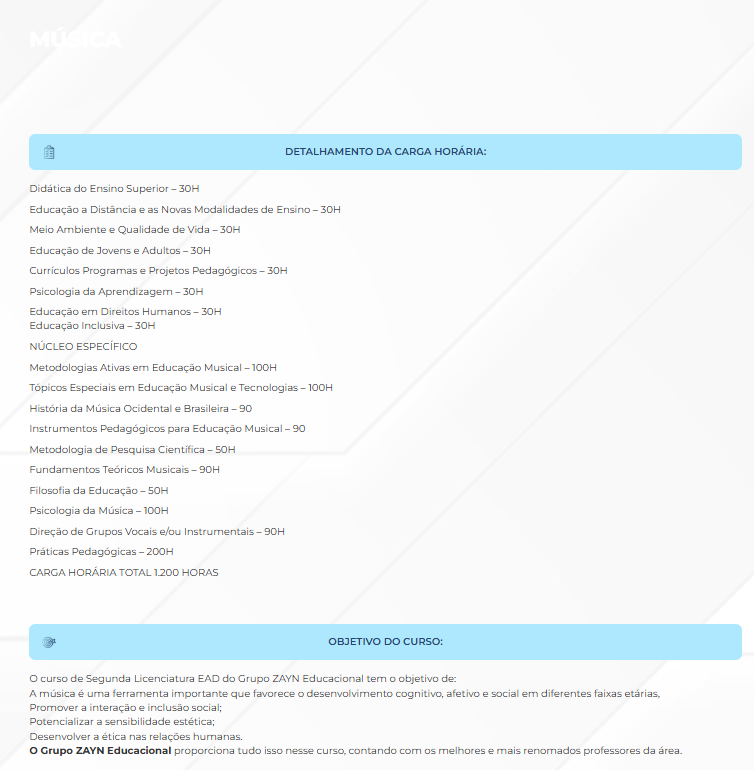 MÚSICA
DETALHAMENTO DA CARGA HORÁRIA:
Didática do Ensino Superior – 30H
Educação a Distância e as Novas Modalidades de Ensino – 30H
Meio Ambiente e Qualidade de Vida – 30H
Educação de Jovens e Adultos – 30H
Currículos Programas e Projetos Pedagógicos – 30H
Psicologia da Aprendizagem – 30H
Educação em Direitos Humanos – 30H
Educação Inclusiva – 30H
NÚCLEO ESPECÍFICO
Metodologias Ativas em Educação Musical – 100H
Tópicos Especiais em Educação Musical e Tecnologias – 100H
História da Música Ocidental e Brasileira – 90
Instrumentos Pedagógicos para Educação Musical – 90
Metodologia de Pesquisa Científica – 50H
Fundamentos Teóricos Musicais – 90H
Filosofia da Educação – 50H
Psicologia da Música – 100H
Direção de Grupos Vocais e/ou Instrumentais – 90H
Práticas Pedagógicas – 200H
CARGA HORÁRIA TOTAL 1.200 HORAS
OBJETIVO DO CURSO:
O curso de Segunda Licenciatura EAD do Grupo ZAYN Educacional tem o objetivo de:
A música é uma ferramenta importante que favorece o desenvolvimento cognitivo, afetivo e social em diferentes faixas etárias,
Promover a interação e inclusão social;
Potencializar a sensibilidade estética;
Desenvolver a ética nas relações humanas.
O Grupo ZAYN Educacional proporciona tudo isso nesse curso, contando com os melhores e mais renomados professores da área.